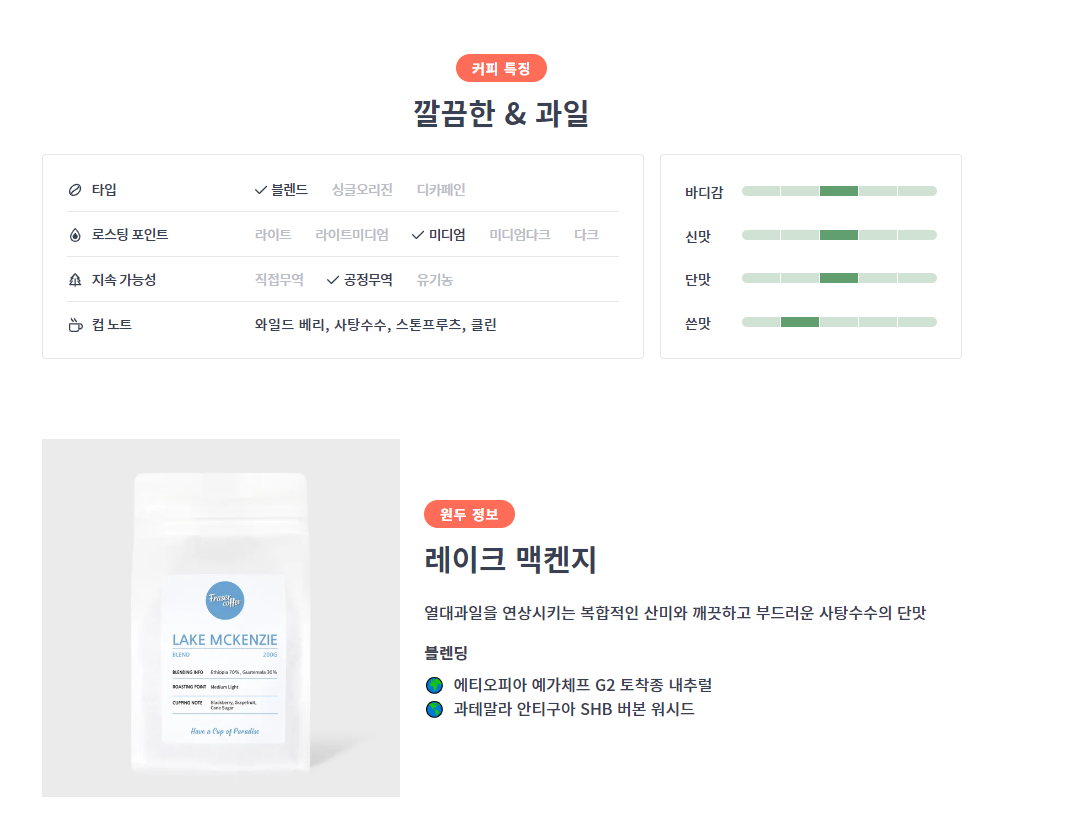 커피 특징
깔끔한 & 과일
타입 블렌드 싱글오리진 디카페인
로스팅 포인트 라이트 라이트미디엄 미디엄 미디엄다크 다크
지속 가능성 직접무역 공정무역 유기농
컵 노트 와일드 베리, 사탕수수, 스톤프루츠, 클린
바디감
신맛
단맛
쓴맛
Fraser
coffee
LAKE MCKENZIE
BLEND 200G
BLENDING INFO Ethiopia 70%, Guatemala 30%
ROASTING POINT Medium Light
CUPPING NOTE Blackberry, Grapefruit,
Cane Sugar
Have a Cup of Paradise
원두 정보
레이크 맥켄지
열대과일을 연상시키는 복합적인 산미와 깨끗하고 부드러운 사탕수수의 단맛
블렌딩
에티오피아 예가체프 G2 토착종 내추럴
과테말라 안티구아 SHB 버본 워시드